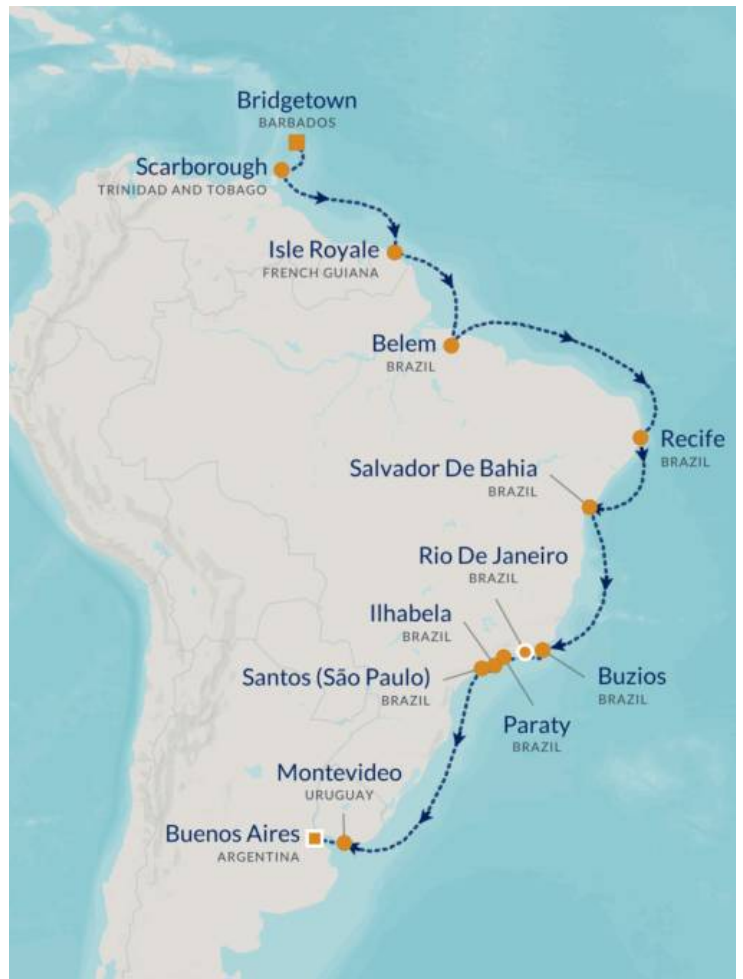 Bridgetown
BARBADOS
Scarborough
TRINIDAD AND TOBAGO
Isle Royale
FRENCH GUIANA
Belem
BRAZIL
Recife
BRAZIL
Salvador De Bahia
BRAZIL
Rio De Janeiro
BRAZIL
Ilhabela
BRAZIL
Santos (São Paulo)
BRAZIL
Buzios
BRAZIL
Paraty
BRAZIL
Montevideo
URUGUAY
Buenos Aires
ARGENTINA